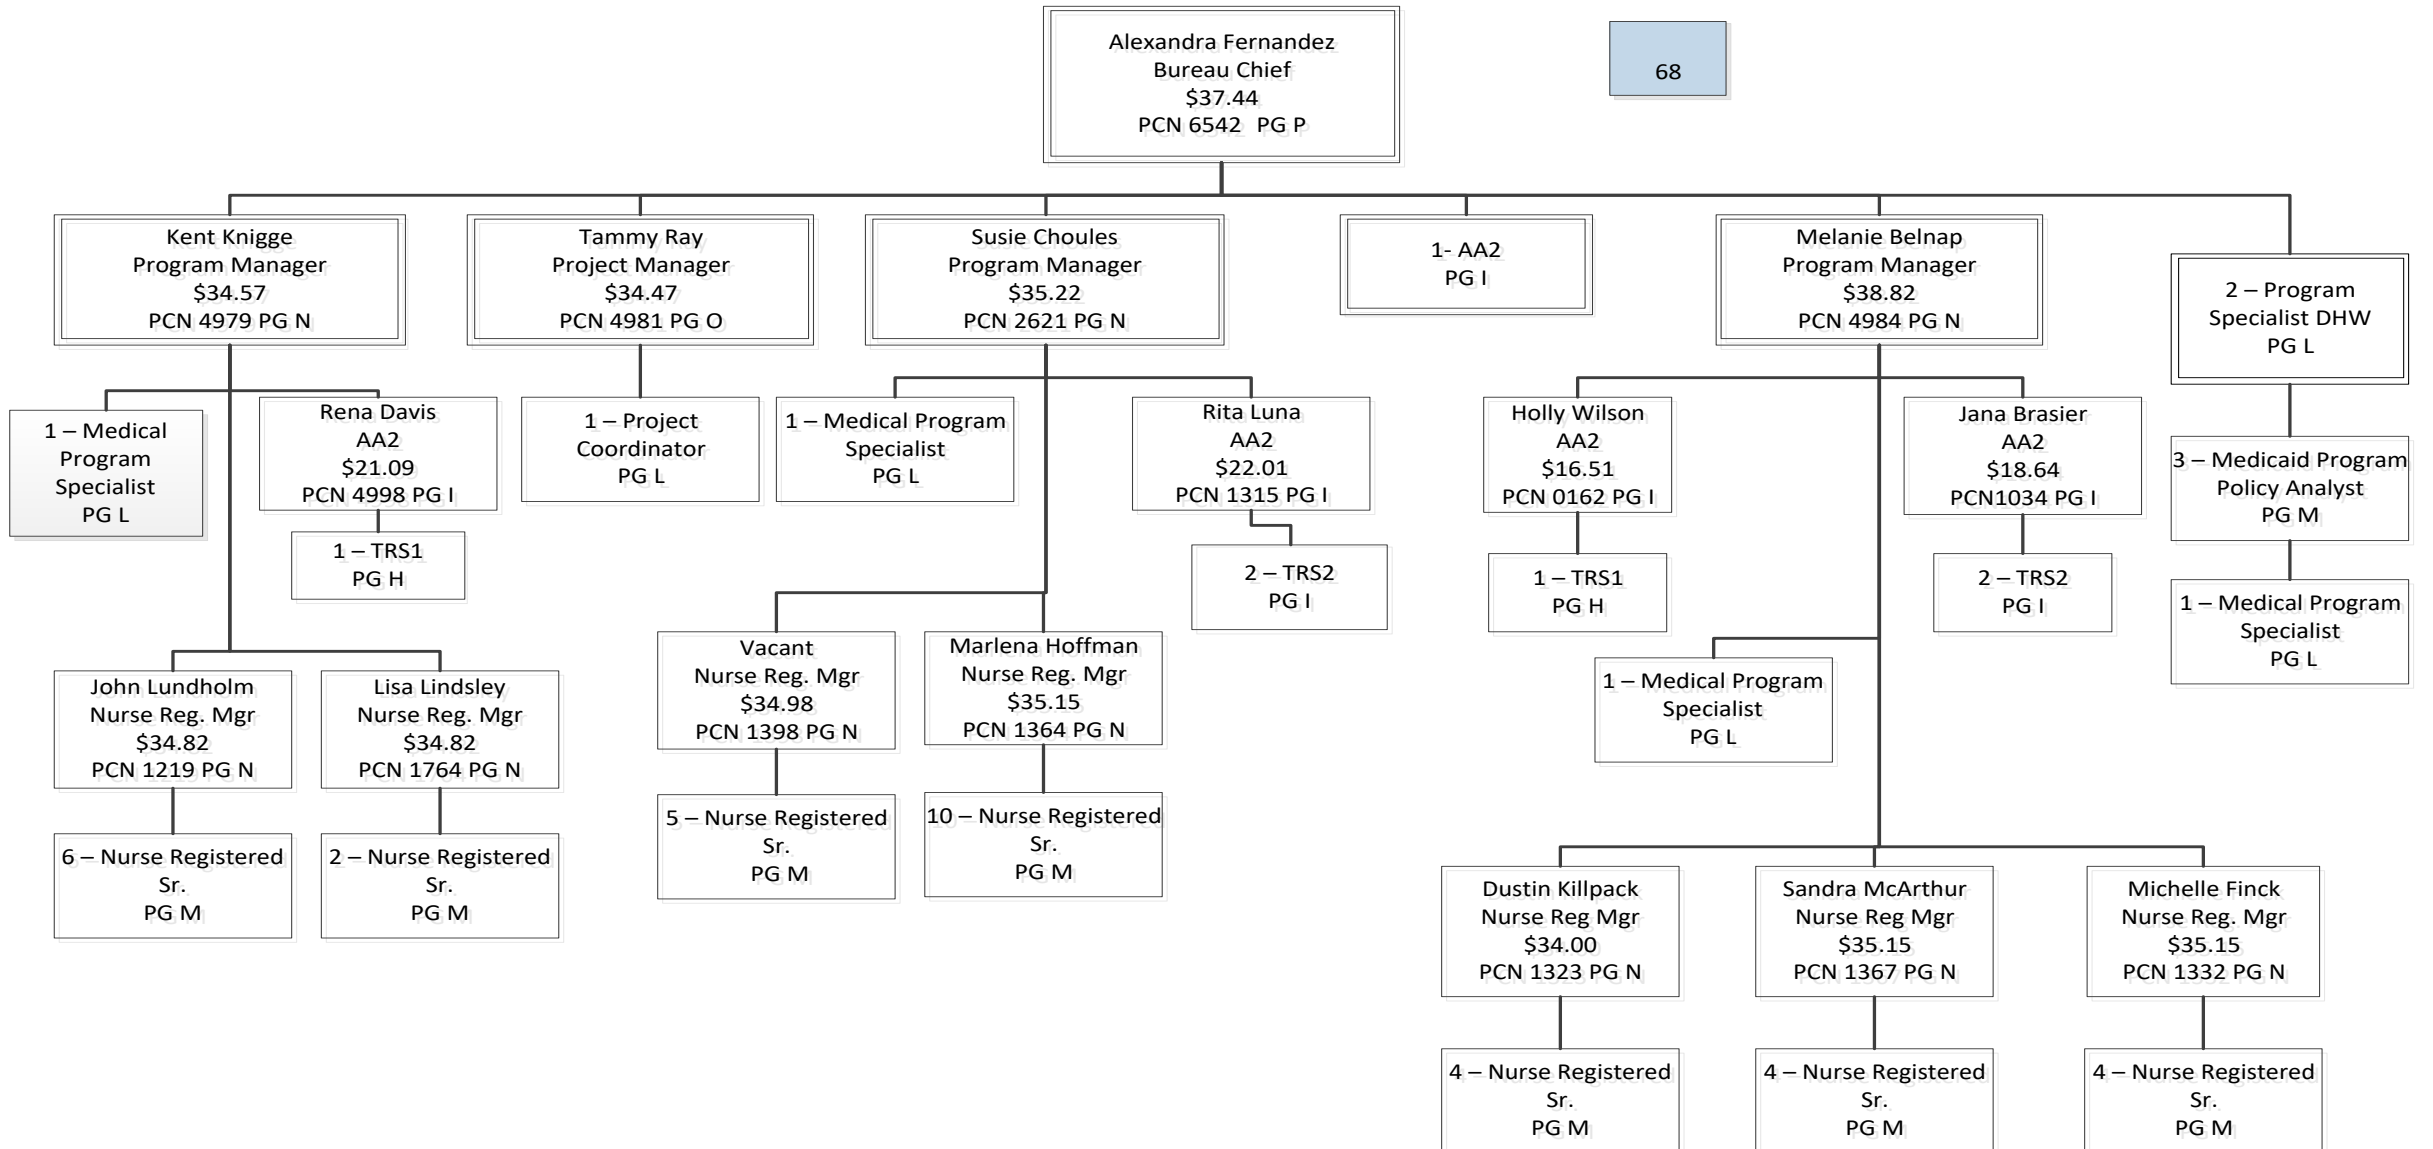 Alexandra Fernandez
Bureau Chief
$37.44
PCN 6542 PG P
68
Kent Knigge
Program Manager
$34.57
PCN 4979 PG N
Tammy Ray
Project Manager
$34.47
PCN 4981 PG O
Susie Choules
Program Manager
$35.22
PCN 2621 PG N
1- AA2
PG I
Melanie Belnap
Program Manager
$38.82
PCN 4984 PG N
2 – Program
Specialist DHW
PG L
1 – Medical
Program
Specialist
PG L
Rena Davis
AA2
$21.09
PCN 4998 PG I
1 – TRS1
PG H
1 – Project
Coordinator
PG L
1 – Medical Program
Specialist
PG L
Rita Luna
AA2
$22.01
PCN 1315 PG I
2 – TRS2
PG I
Holly Wilson
AA2
$16.51
PCN 0162 PG I
1 – TRS1
PG H
Jana Brasier
AA2
$18.64
PCN1034 PG I
2 – TRS2
PG I
3 – Medicaid Program
Policy Analyst
PG M
1 – Medical Program
Specialist
PG L
John Lundholm
Nurse Reg. Mgr
$34.82
PCN 1219 PG N
Lisa Lindsley
Nurse Reg. Mgr
$34.82
PCN 1764 PG N
Vacant
Nurse Reg. Mgr
$34.98
PCN 1398 PG N
Marlena Hoffman
Nurse Reg. Mgr
$35.15
PCN 1364 PG N
1 – Medical Program
Specialist
PG L
6 – Nurse Registered
Sr.
PG M
2 – Nurse Registered
Sr.
PG M
5 – Nurse Registered
Sr.
PG M
10 – Nurse Registered
Sr.
PG M
Dustin Killpack
Nurse Reg Mgr
$34.00
PCN 1323 PG N
Sandra McArthur
Nurse Reg Mgr
$35.15
PCN 1367 PG N
Michelle Finck
Nurse Reg. Mgr
$35.15
PCN 1332 PG N
4 – Nurse Registered
Sr.
PG M
4 – Nurse Registered
Sr.
PG M
4 – Nurse Registered
Sr.
PG M